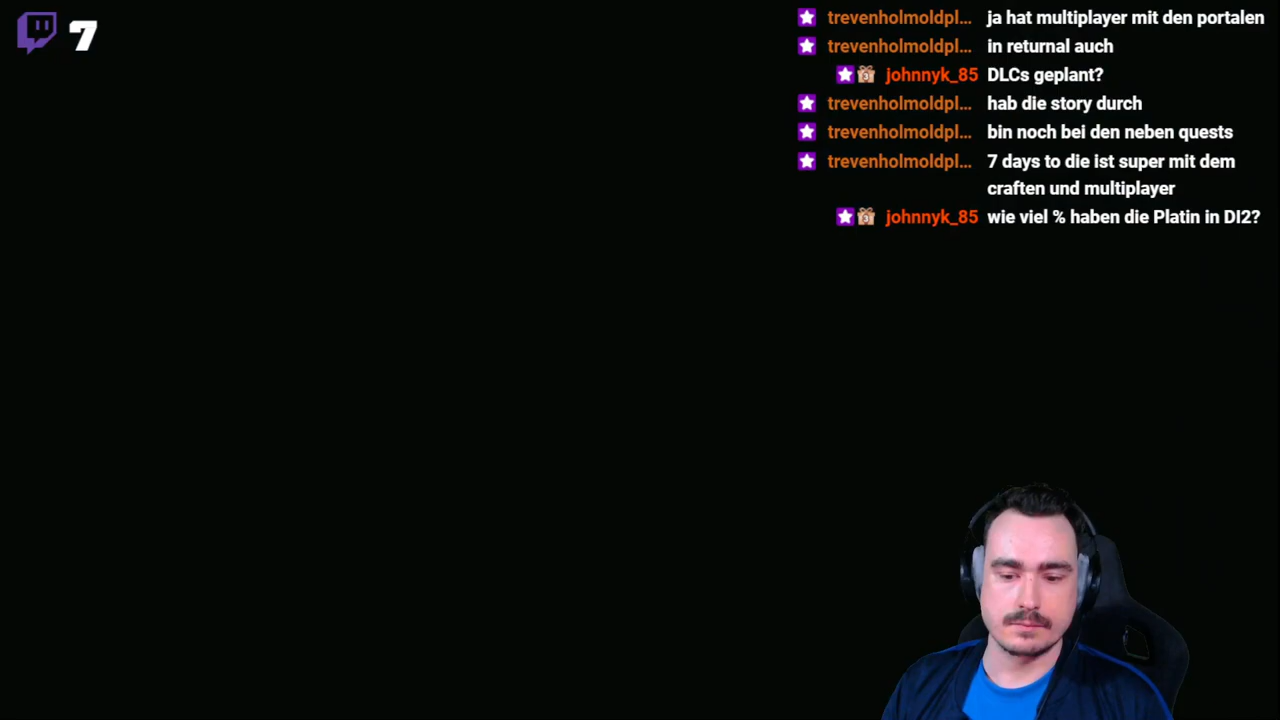 7
trevenholmoldpl... ja hat multiplayer mit den portalen
trevenholmoldpl... in returnal auch
johnnyk_85 DLCs geplant?
trevenholmoldpl... hab die story durch
trevenholmoldpl... bin noch bei den neben quests
trevenholmoldpl... 7 days to die ist super mit dem
craften und multiplayer
johnnyk_85 wie viel % haben die Platin in DI2?